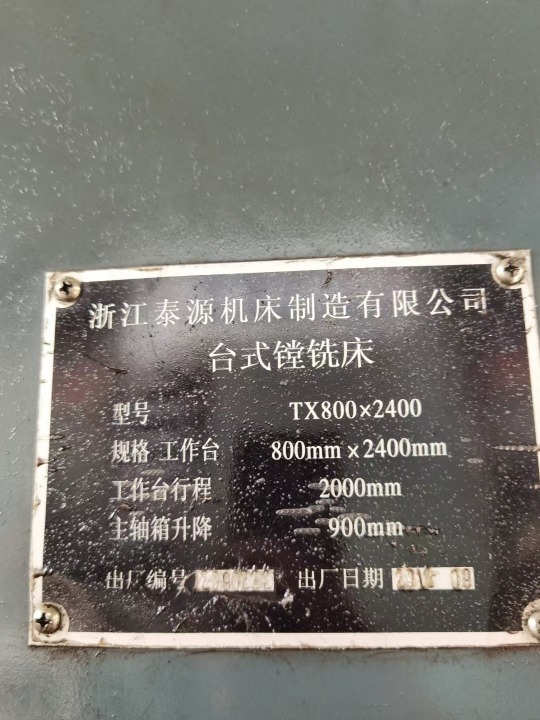 浙江泰源机床制造有限公司
台式镗铣床
型号 TX800×2400
规格 工作台 800mm×2400mm
工作台行程 2000mm
主轴箱升降 900mm
出厂编号 出厂日期